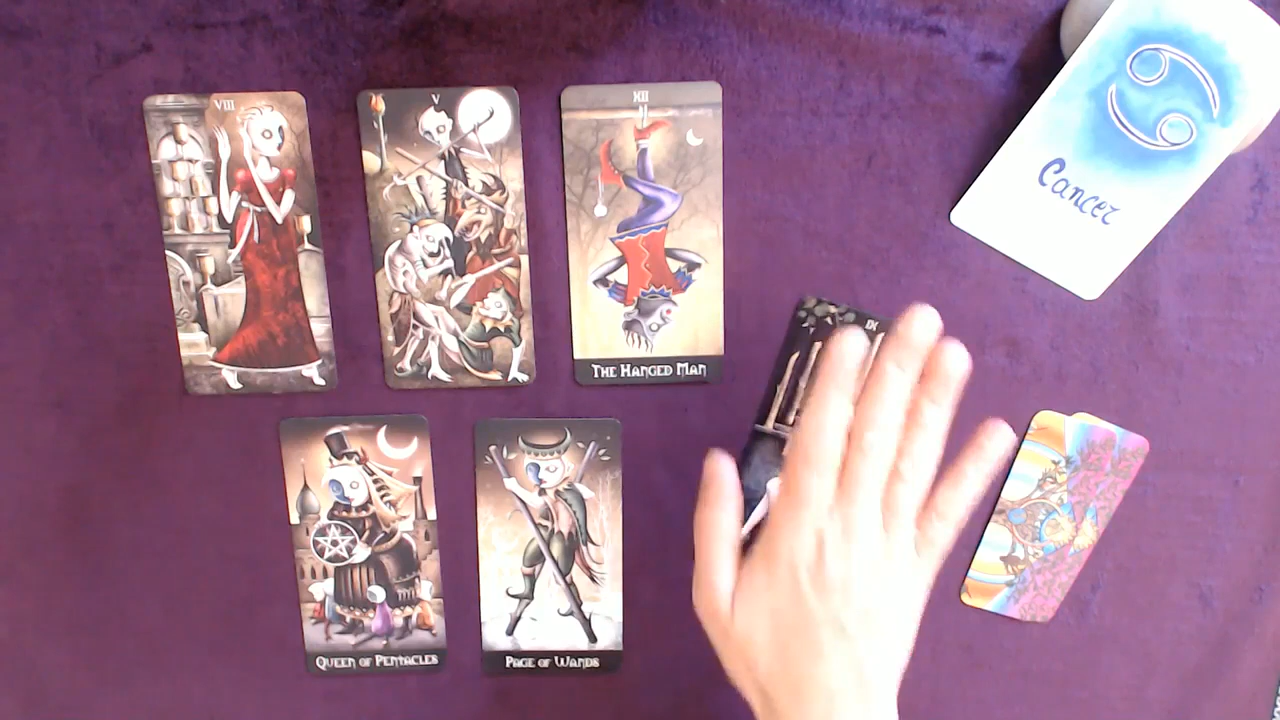 VIII
V
XII
THE HANGED MAN
Cancer
IX
QUEEN OF PENTACLES
PAGE OF WANDS